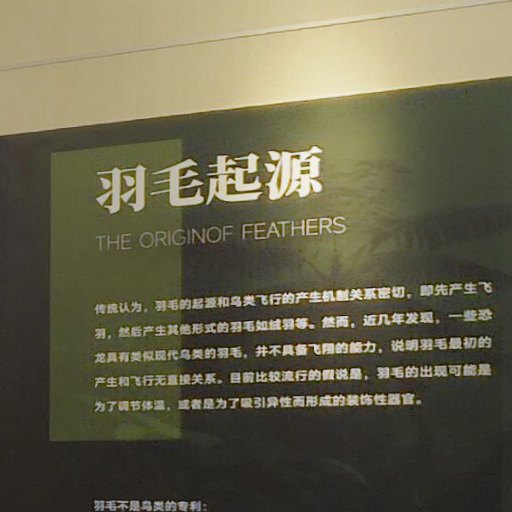 羽毛起源
THE ORIGINOF FEATHERS
传统认为，羽毛的起源和鸟类飞行的产生机制关系密切，即先产生飞
羽，然后产生其他形式的羽毛如绒羽等。然而，近几年发现，一些恐
龙具有类似现代鸟类的羽毛，并不具备飞翔的能力，说明羽毛最初的
产生和飞行无直接关系。目前比较流行的假说是，羽毛的出现可能是
为了调节体温，或者是为了吸引异性而形成的装饰性器官。
羽毛不是鸟类的专利：